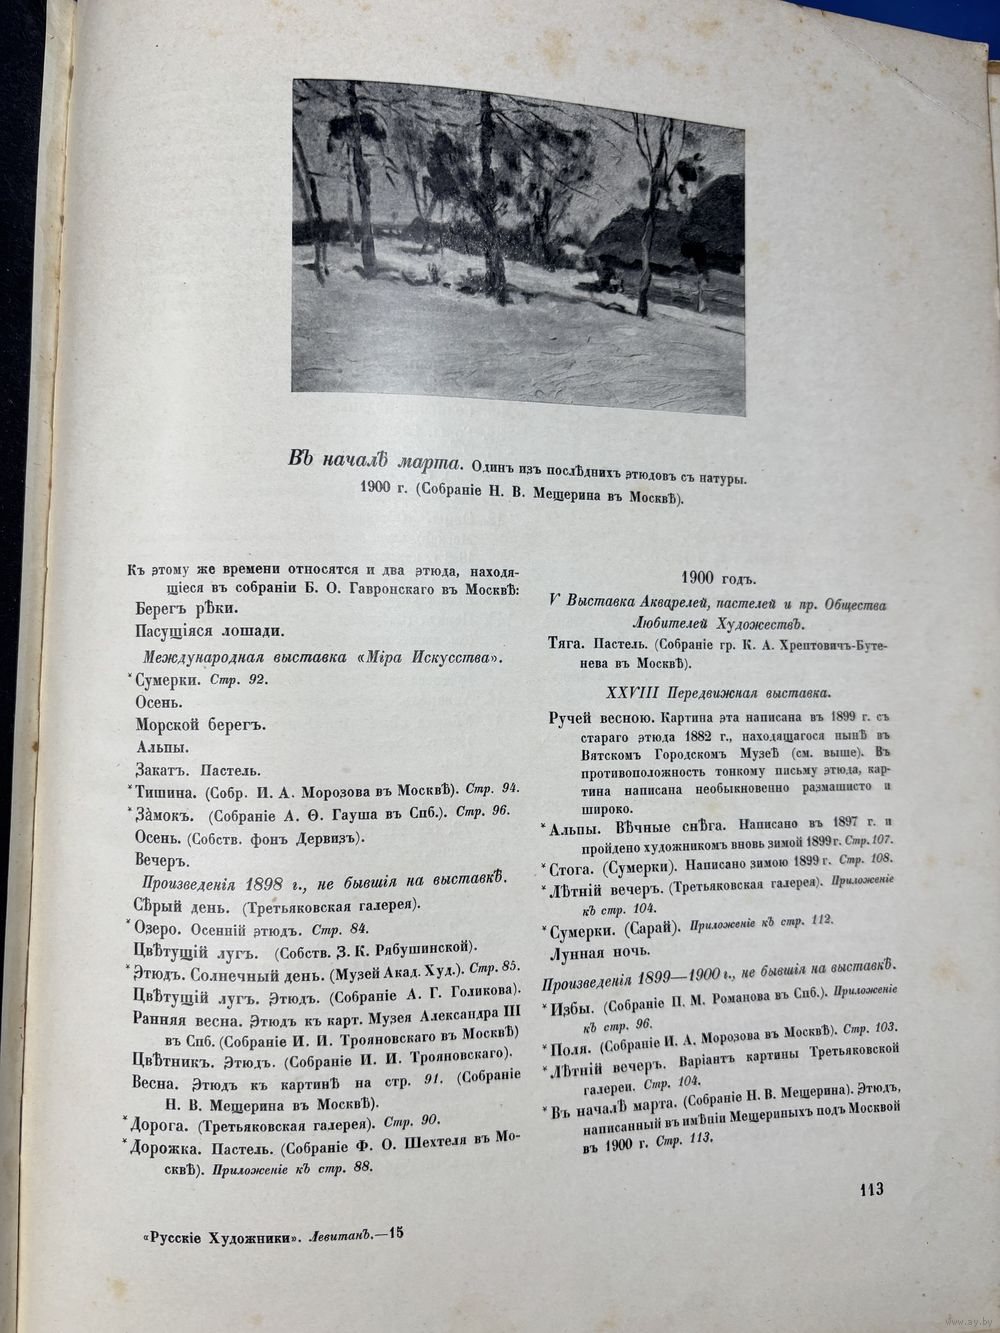 Въ началѣ марта. Одинъ изъ послѣднихъ этюдовъ съ натуры.
1900 г. (Собраніе Н. В. Мещерина въ Москвѣ).
Къ этому же времени относятся и два этюда, находя-
щіеся въ собраніи Б. О. Гавронскаго въ Москвѣ:
Берегъ рѣки.
Пасущіяся лошади.
Международная выставка «Міра Искусства».
*Сумерки. Стр. 92.
Осень.
Морской берегъ.
Альпы.
Закатъ. Пастель.
*Тишина. (Собр. И. А. Морозова въ Москвѣ). Стр. 94.
*За̀мокъ. (Собраніе А. Ѳ. Гауша въ Спб.). Стр. 96.
Осень. (Собств. фонъ Дервизъ).
Вечеръ.
Произведенія 1898 г., не бывшія на выставкѣ.
Сѣрый день. (Третьяковская галерея).
*Озеро. Осенній этюдъ. Стр. 84.
Цвѣтущій лугъ. (Собств. З. К. Рябушинской).
*Этюдъ. Солнечный день. (Музей Акад. Худ.). Стр. 85.
Цвѣтущій лугъ. Этюдъ. (Собраніе А. Г. Голикова).
Ранняя весна. Этюдъ къ карт. Музея Александра III
въ Спб. (Собраніе И. И. Трояновскаго въ Москвѣ)
Цвѣтникъ. Этюдъ. (Собраніе И. И. Трояновскаго).
Весна. Этюдъ къ картинѣ на стр. 91. (Собраніе
Н. В. Мещерина въ Москвѣ).
*Дорога. (Третьяковская галерея). Стр. 90.
*Дорожка. Пастель. (Собраніе Ф. О. Шехтеля въ Мо-
сквѣ). Приложеніе къ стр. 88.
«Русскіе Художники». Левитанъ.—15
1900 годъ.
V Выставка Акварелей, пастелей и пр. Общества
Любителей Художествъ.
Тяга. Пастель. (Собраніе гр. К. А. Хрептовичъ-Буте-
нева въ Москвѣ).
XXVIII Передвижная выставка.
Ручей весною. Картина эта написана въ 1899 г. съ
стараго этюда 1882 г., находящагося нынѣ въ
Вятскомъ Городскомъ Музеѣ (см. выше). Въ
противоположность тонкому письму этюда, кар-
тина написана необыкновенно размашисто и
широко.
*Альпы. Вѣчные снѣга. Написано въ 1897 г. и
пройдено художникомъ вновь зимой 1899 г. Стр. 107.
*Стога. (Сумерки). Написано зимою 1899 г. Стр. 108.
*Лѣтній вечеръ. (Третьяковская галерея). Приложеніе
къ стр. 104.
*Сумерки. (Сарай). Приложеніе къ стр. 112.
Лунная ночь.
Произведенія 1899—1900 г., не бывшія на выставкѣ.
*Избы. (Собраніе П. М. Романова въ Спб.). Приложеніе
къ стр. 96.
*Поля. (Собраніе И. А. Морозова въ Москвѣ). Стр. 103.
*Лѣтній вечеръ. Варіантъ картины Третьяковской
галереи. Стр. 104.
*Въ началѣ марта. (Собраніе Н. В. Мещерина). Этюдъ,
написанный въ имѣніи Мещериныхъ подъ Москвой
въ 1900 г. Стр. 113.
113
www.ay.by